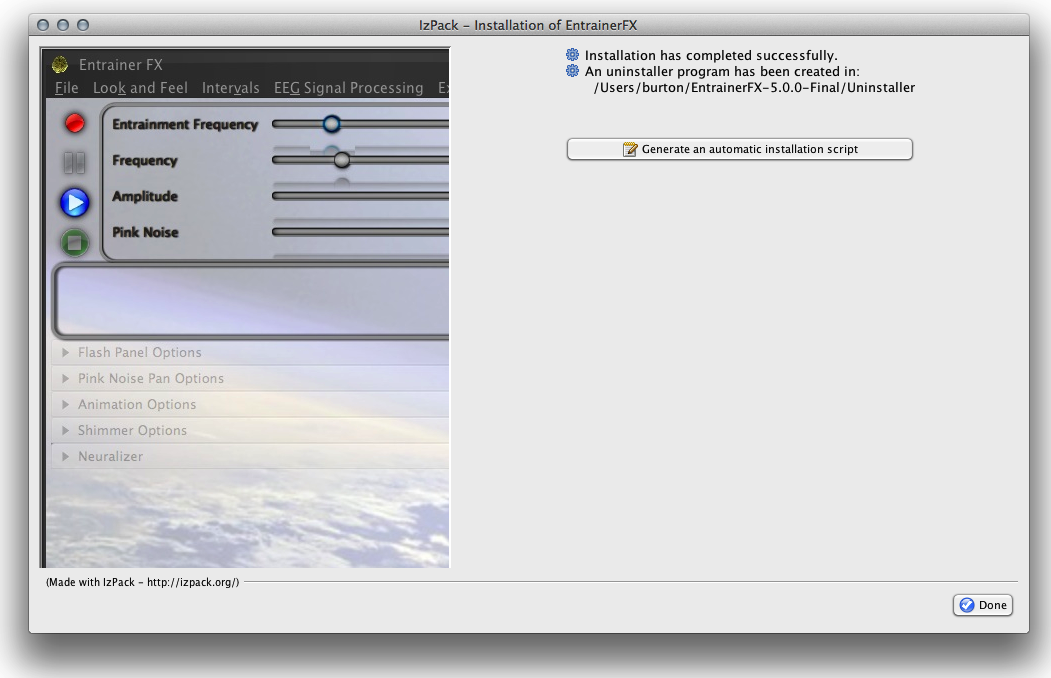 IzPack - Installation of EntrainerFX
Entrainer FX
File Look and Feel Intervals EEG Signal Processing
Entrainment Frequency
Frequency
Amplitude
Pink Noise
Flash Panel Options
Pink Noise Pan Options
Animation Options
Shimmer Options
Neuralizer
Installation has completed successfully.
An uninstaller program has been created in:
/Users/burton/EntrainerFX-5.0.0-Final/Uninstaller
Generate an automatic installation script
(Made with IzPack - http://izpack.org/)
Done